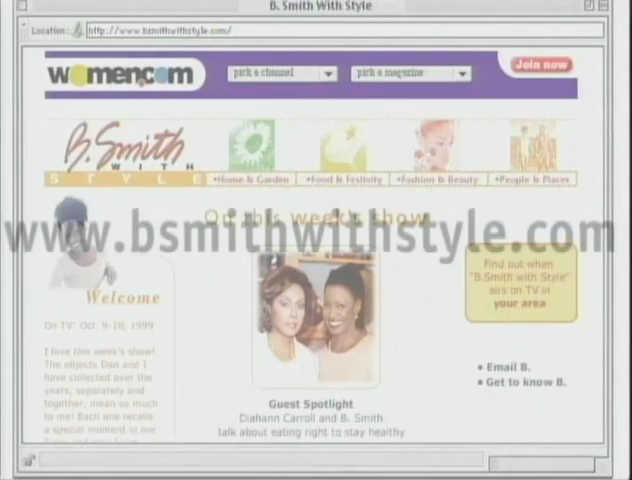 B. Smith With Style
Location: http://www.bsmithwithstyle.com/
women.com
pick a channel
pick a magazine
Join now
B. Smith
WITH
STYLE
•Home & Garden
•Food & Festivity
•Fashion & Beauty
•People & Places
On this week's show
www.bsmithwithstyle.com
Welcome
On TV: Oct. 9-10, 1999
I love this week's show!
The objects Dan and I
have collected over the
years, separately and
together, mean so much
to me! Each one recalls
a special moment in our
Guest Spotlight
Diahann Carroll and B. Smith
talk about eating right to stay healthy
Find out when
"B.Smith with Style"
airs on TV in
your area
• Email B.
• Get to know B.